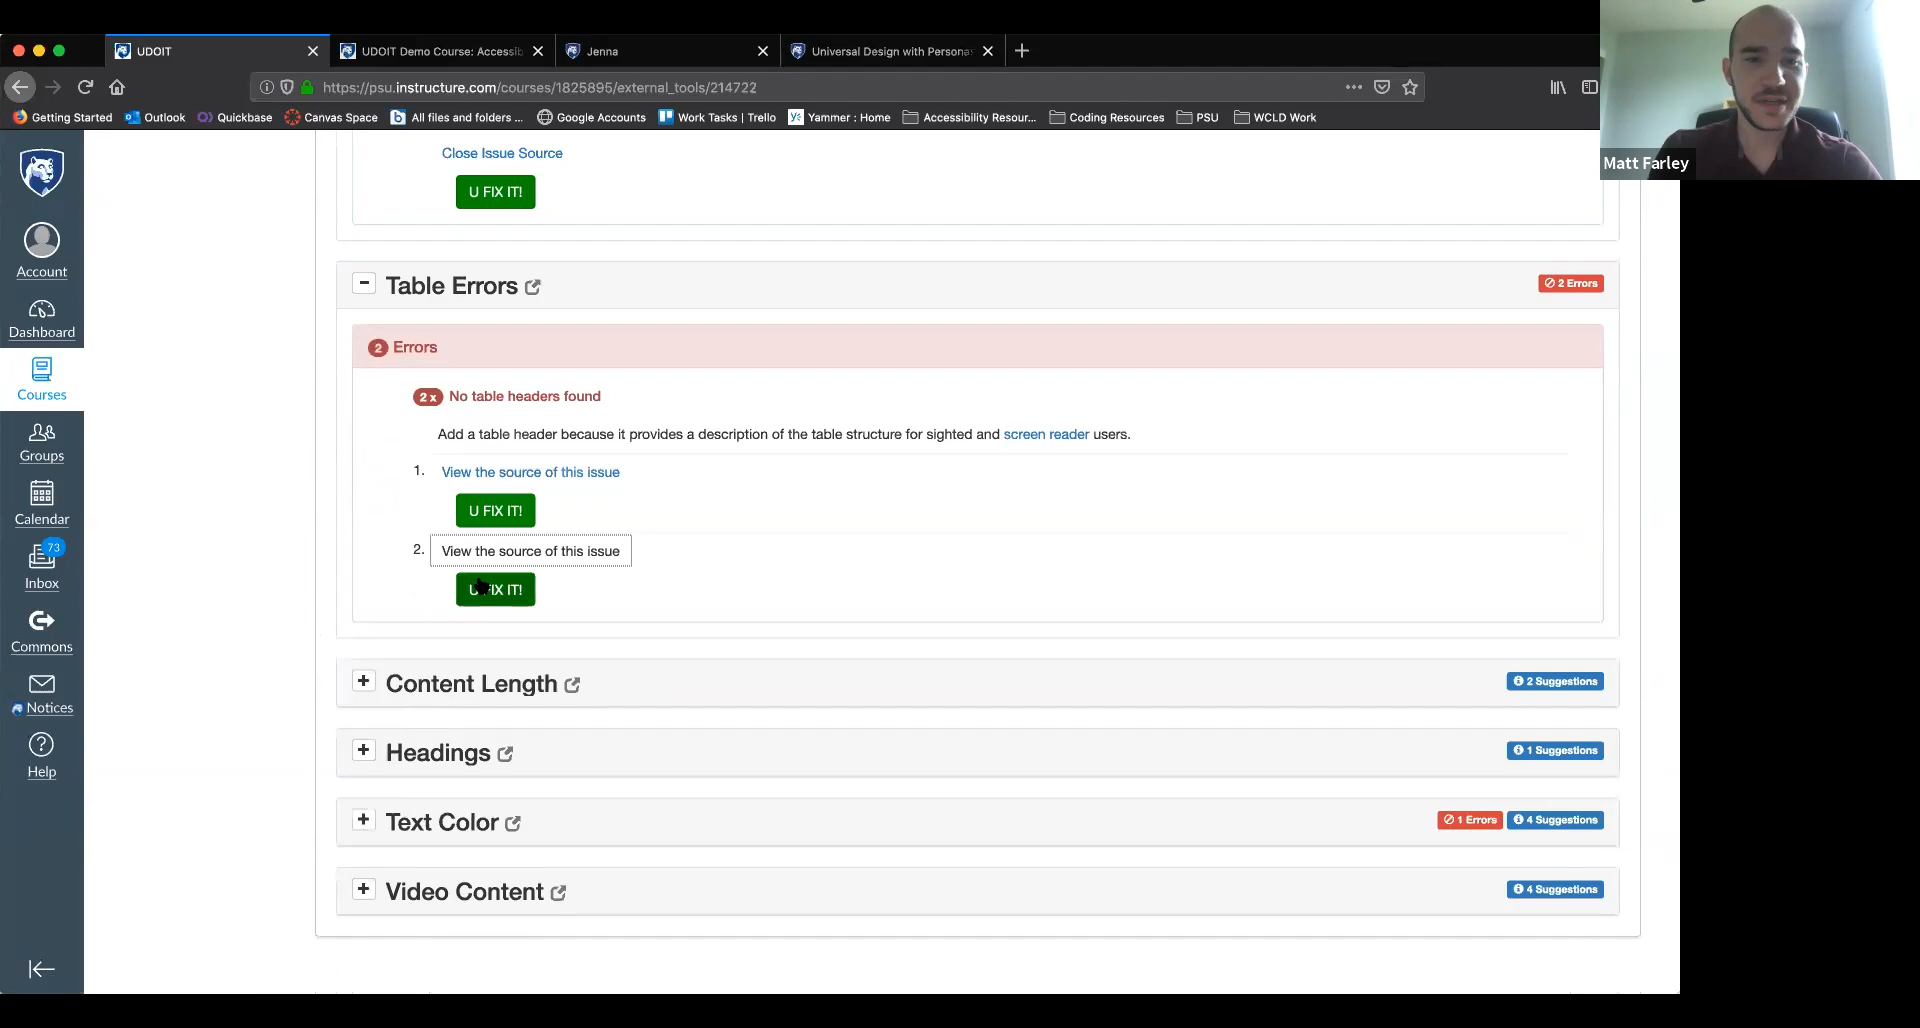 UDOIT
UDOIT Demo Course: Accessib
Jenna
Universal Design with Persona
https://psu.instructure.com/courses/1825895/external_tools/214722
Getting Started
Outlook
Quickbase
Canvas Space
All files and folders ...
Google Accounts
Work Tasks | Trello
Yammer : Home
Accessibility Resour...
Coding Resources
PSU
WCLD Work
Matt Farley
Account
Dashboard
Courses
Groups
Calendar
73
Inbox
Commons
Notices
Help
Close Issue Source
U FIX IT!
Table Errors
2 Errors
2 Errors
2 x No table headers found
Add a table header because it provides a description of the table structure for sighted and screen reader users.
1. View the source of this issue
U FIX IT!
2. View the source of this issue
U FIX IT!
Content Length
2 Suggestions
Headings
1 Suggestions
Text Color
1 Errors
4 Suggestions
Video Content
4 Suggestions